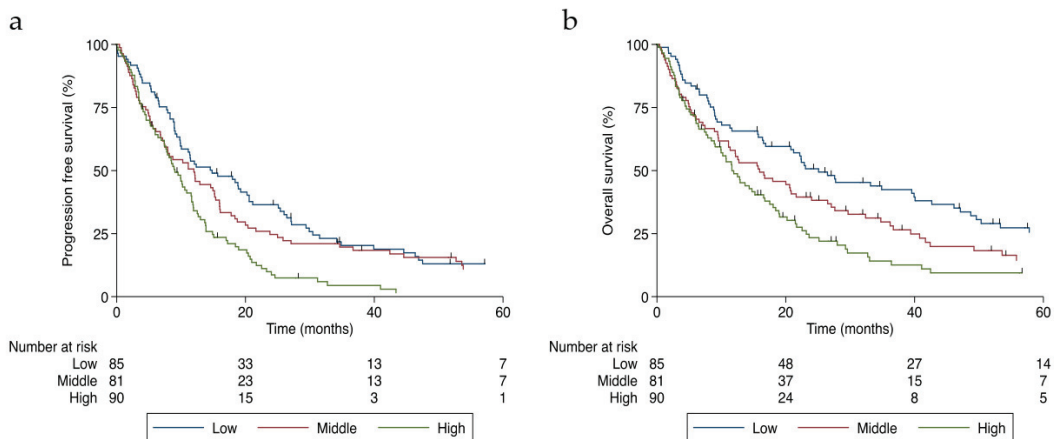 a
100
75
50
25
0
Progression free survival (%)
0 20 40 60
Time (months)
Number at risk
Low 85 33 13 7
Middle 81 23 13 7
High 90 15 3 1
Low Middle High
b
100
75
50
25
0
Overall survival (%)
0 20 40 60
Time (months)
Number at risk
Low 85 48 27 14
Middle 81 37 15 7
High 90 24 8 5
Low Middle High